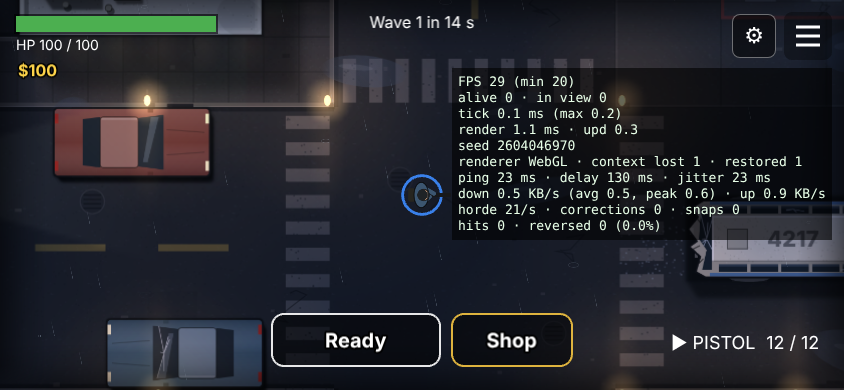 HP 100 / 100
$100
Wave 1 in 14 s
FPS 29 (min 20)
alive 0 · in view 0
tick 0.1 ms (max 0.2)
render 1.1 ms · upd 0.3
seed 2604046970
renderer WebGL · context lost 1 · restored 1
ping 23 ms · delay 130 ms · jitter 23 ms
down 0.5 KB/s (avg 0.5, peak 0.6) · up 0.9 KB/s
horde 21/s · corrections 0 · snaps 0
hits 0 · reversed 0 (0.0%)
4217
Ready
Shop
▶ PISTOL 12 / 12